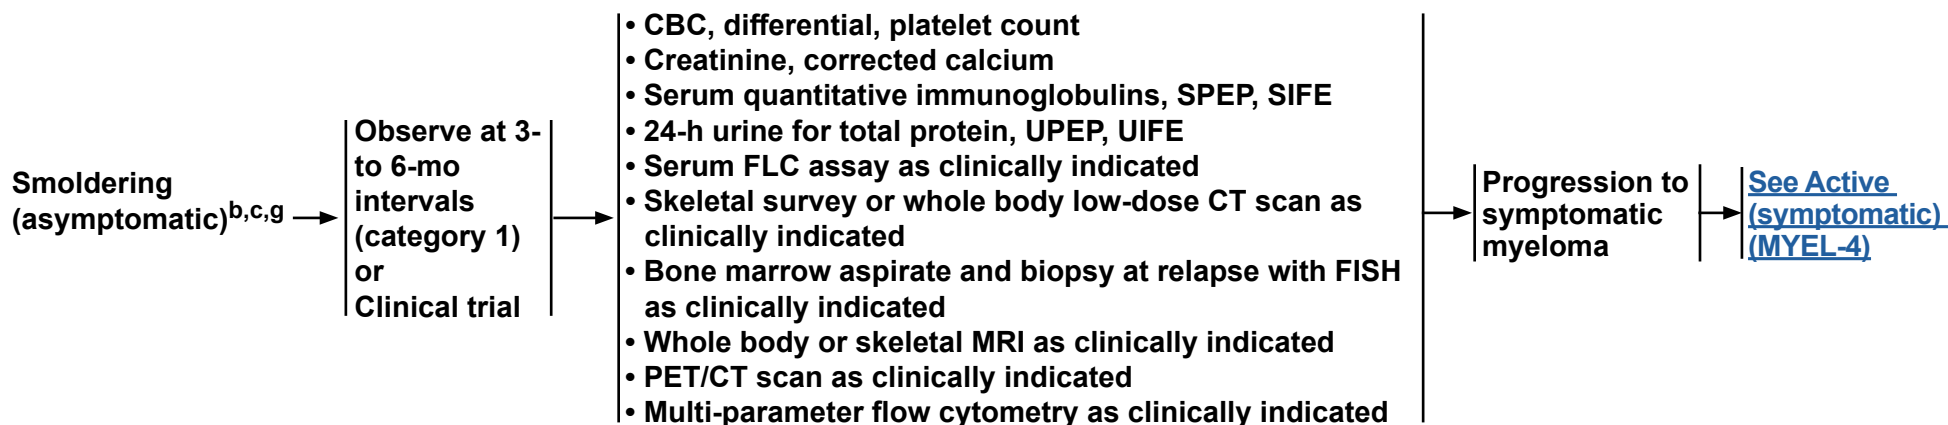 Smoldering
(asymptomatic)b,c,g
Observe at 3-
to 6-mo
intervals
(category 1)
or
Clinical trial
• CBC, differential, platelet count
• Creatinine, corrected calcium
• Serum quantitative immunoglobulins, SPEP, SIFE
• 24-h urine for total protein, UPEP, UIFE
• Serum FLC assay as clinically indicated
• Skeletal survey or whole body low-dose CT scan as
clinically indicated
• Bone marrow aspirate and biopsy at relapse with FISH
as clinically indicated
• Whole body or skeletal MRI as clinically indicated
• PET/CT scan as clinically indicated
• Multi-parameter flow cytometry as clinically indicated
Progression to
symptomatic
myeloma
See Active
(symptomatic)
(MYEL-4)